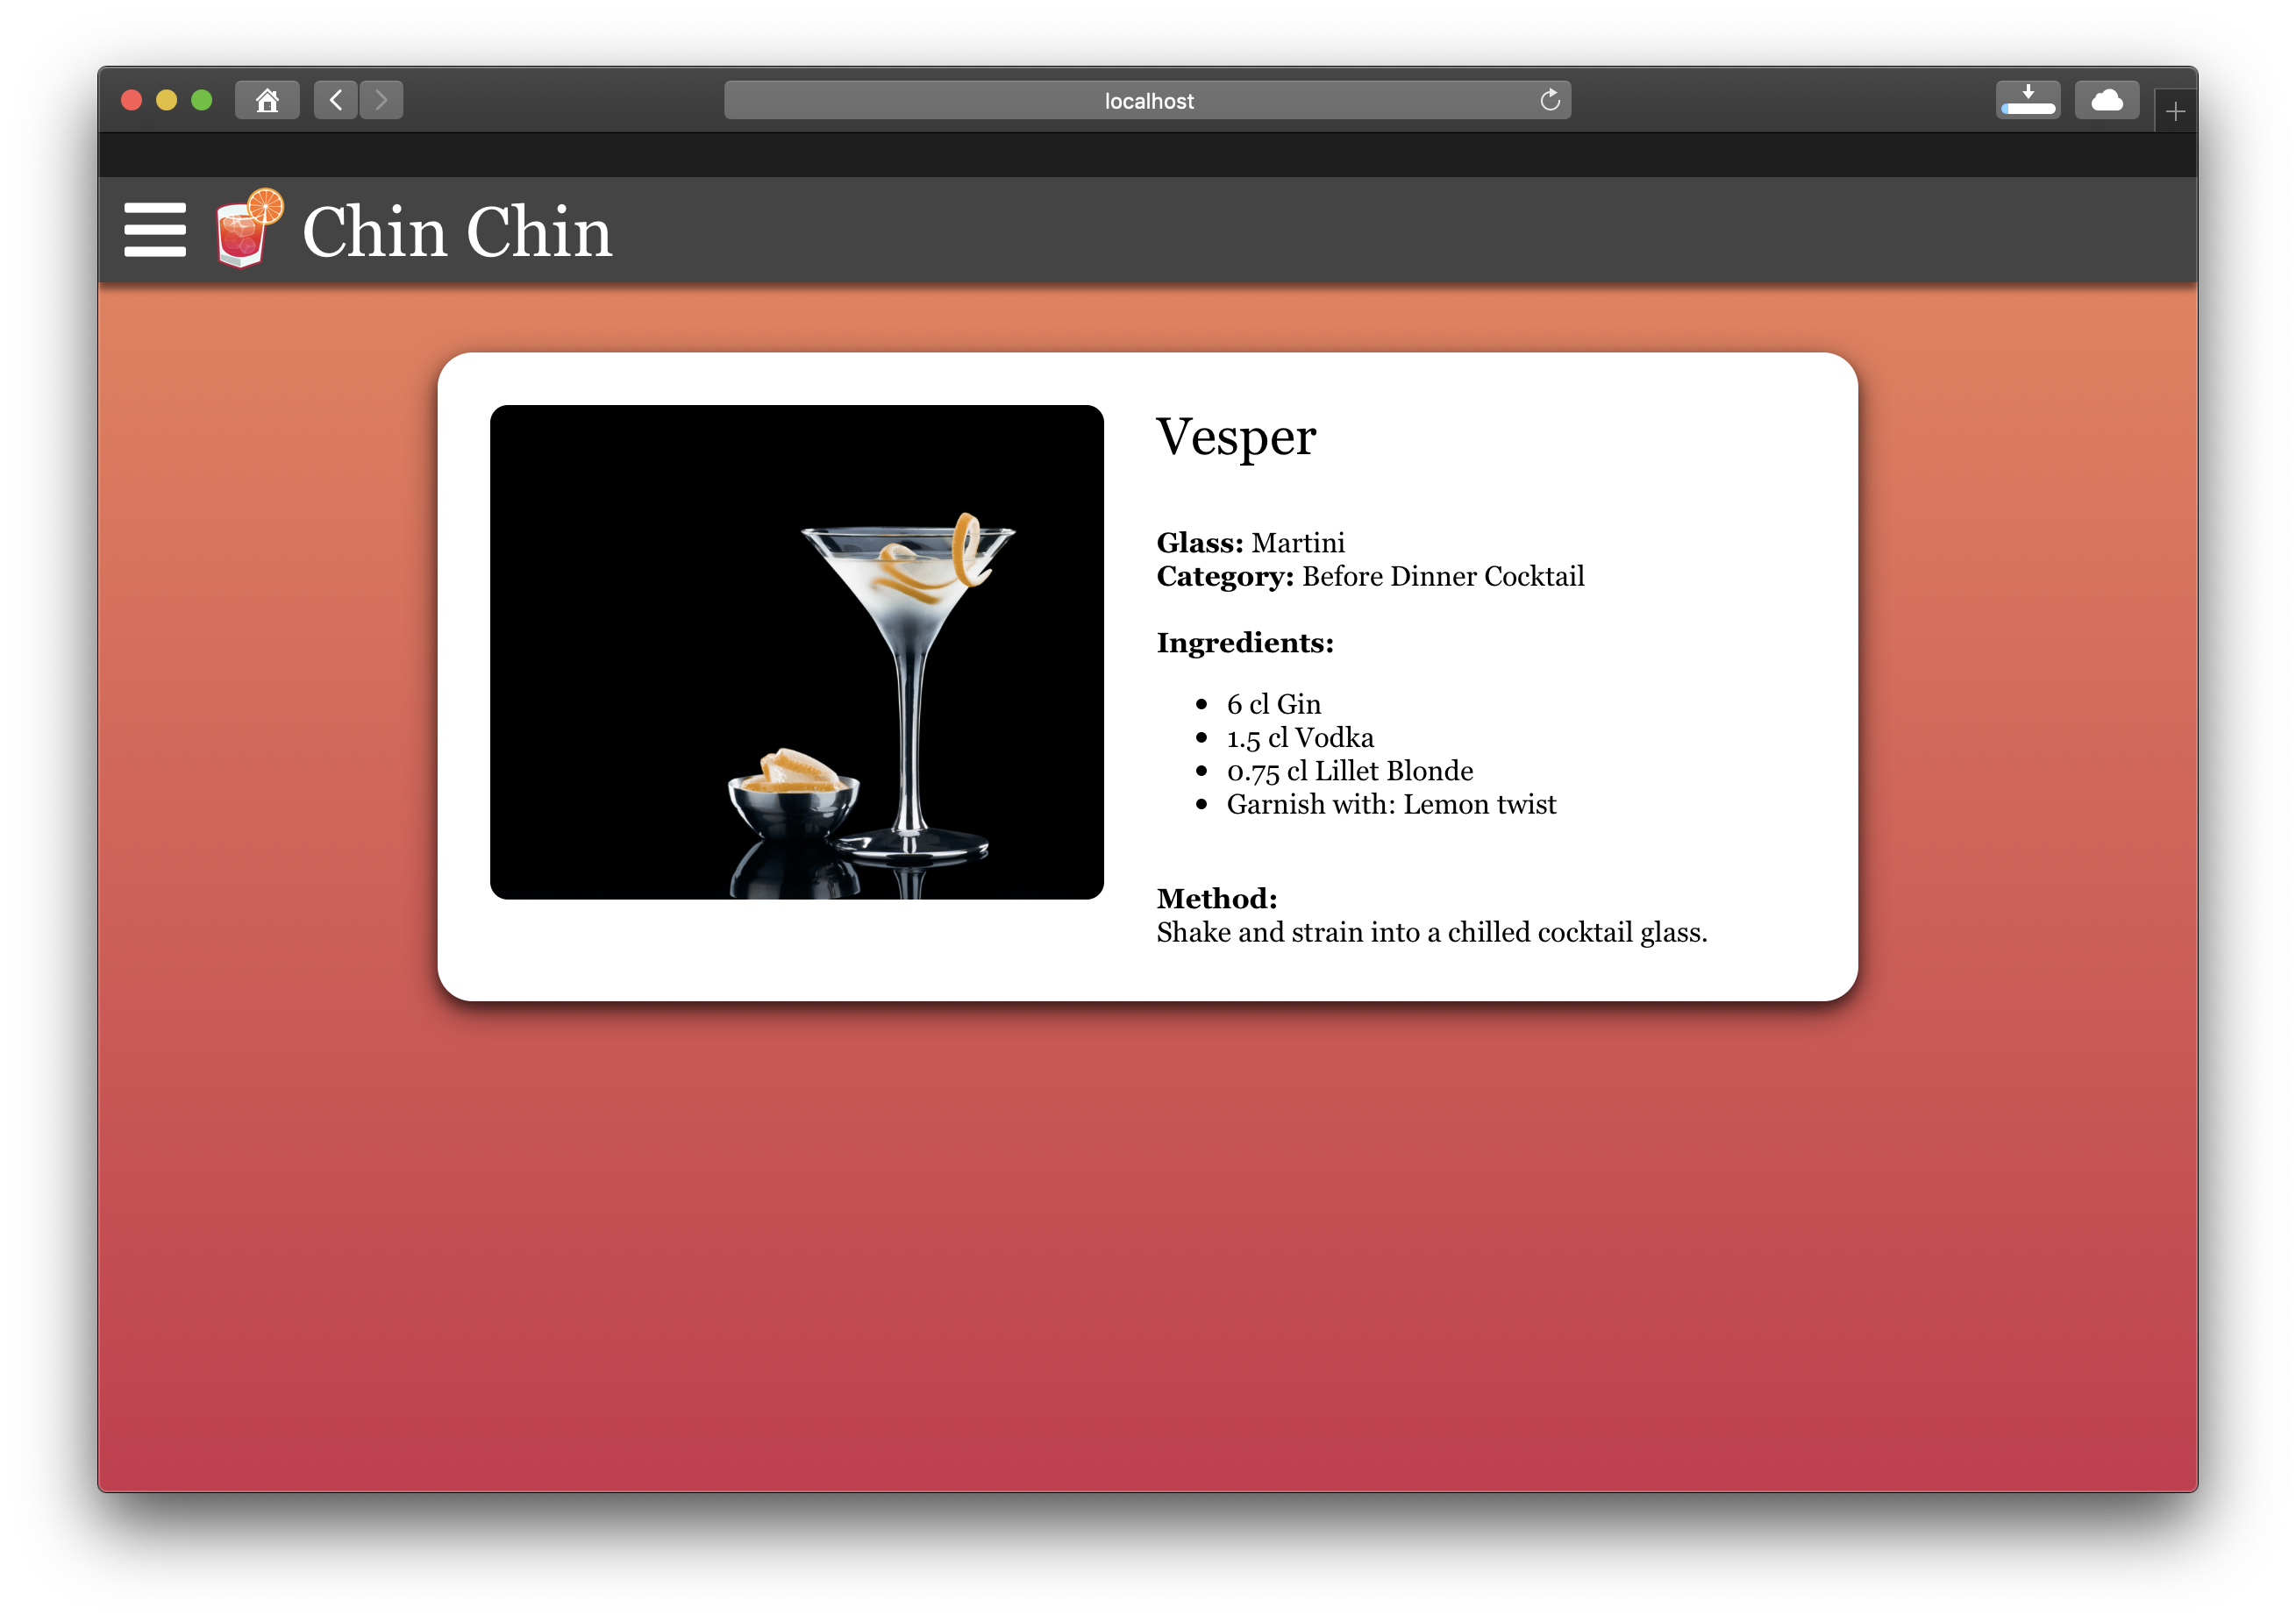 localhost
Chin Chin
Vesper
Glass: Martini
Category: Before Dinner Cocktail
Ingredients:
• 6 cl Gin
• 1.5 cl Vodka
• 0.75 cl Lillet Blonde
• Garnish with: Lemon twist
Method:
Shake and strain into a chilled cocktail glass.